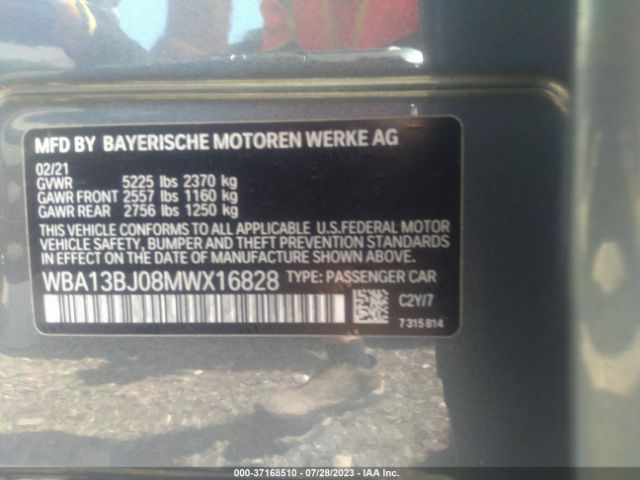 MFD BY BAYERISCHE MOTOREN WERKE AG
02/21
GVWR 5225 lbs 2370 kg
GAWR FRONT 2557 lbs 1160 kg
GAWR REAR 2756 lbs 1250 kg
THIS VEHICLE CONFORMS TO ALL APPLICABLE U.S.FEDERAL MOTOR
VEHICLE SAFETY, BUMPER AND THEFT PREVENTION STANDARDS
IN EFFECT ON THE DATE OF MANUFACTURE SHOWN ABOVE.
WBA13BJ08MWX16828 TYPE: PASSENGER CAR
C2Y/7
7 315 814
000-37168510 / 07/28/2023 - IAA Inc.